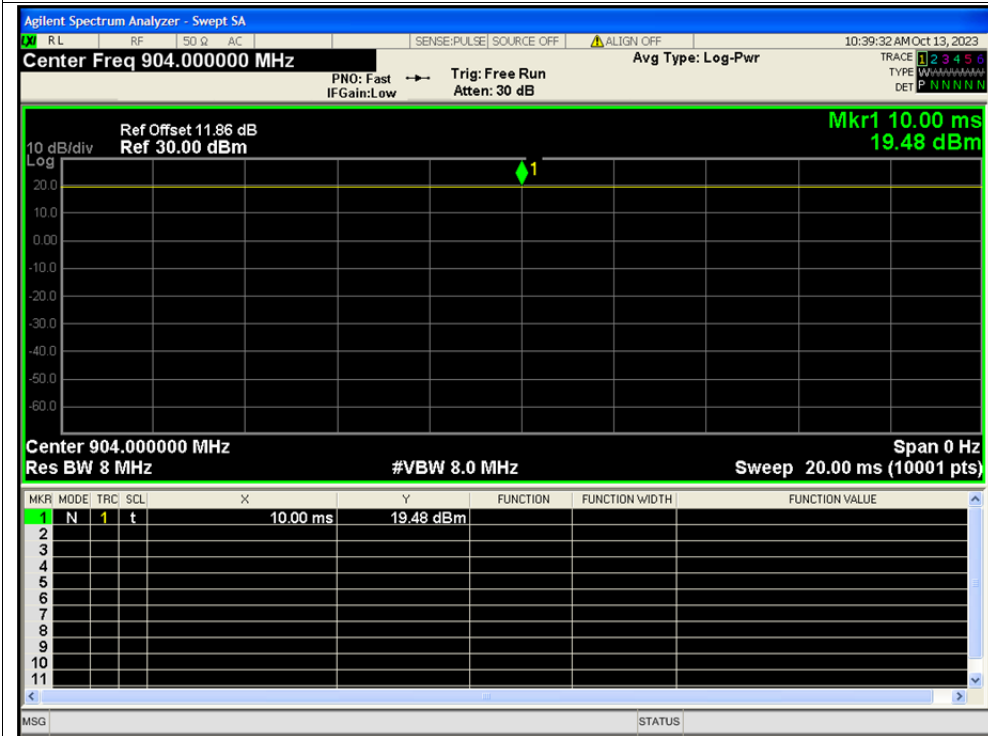 Agilent Spectrum Analyzer - Swept SA
LXI RL RF 50 Ω AC SENSE:PULSE SOURCE OFF ALIGN OFF 10:39:32 AM Oct 13, 2023
Center Freq 904.000000 MHz
PNO: Fast
IFGain:Low
Trig: Free Run
Atten: 30 dB
Avg Type: Log-Pwr
TRACE 1 2 3 4 5 6
TYPE WWWWWWW
DET P N N N N N
Mkr1 10.00 ms
19.48 dBm
Ref Offset 11.86 dB
10 dB/div Ref 30.00 dBm
Log
1
20.0
10.0
0.00
-10.0
-20.0
-30.0
-40.0
-50.0
-60.0
Center 904.000000 MHz Span 0 Hz
Res BW 8 MHz #VBW 8.0 MHz Sweep 20.00 ms (10001 pts)
MKR MODE TRC SCL X Y FUNCTION FUNCTION WIDTH FUNCTION VALUE
1 N 1 t 10.00 ms 19.48 dBm
2
3
4
5
6
7
8
9
10
11
MSG STATUS